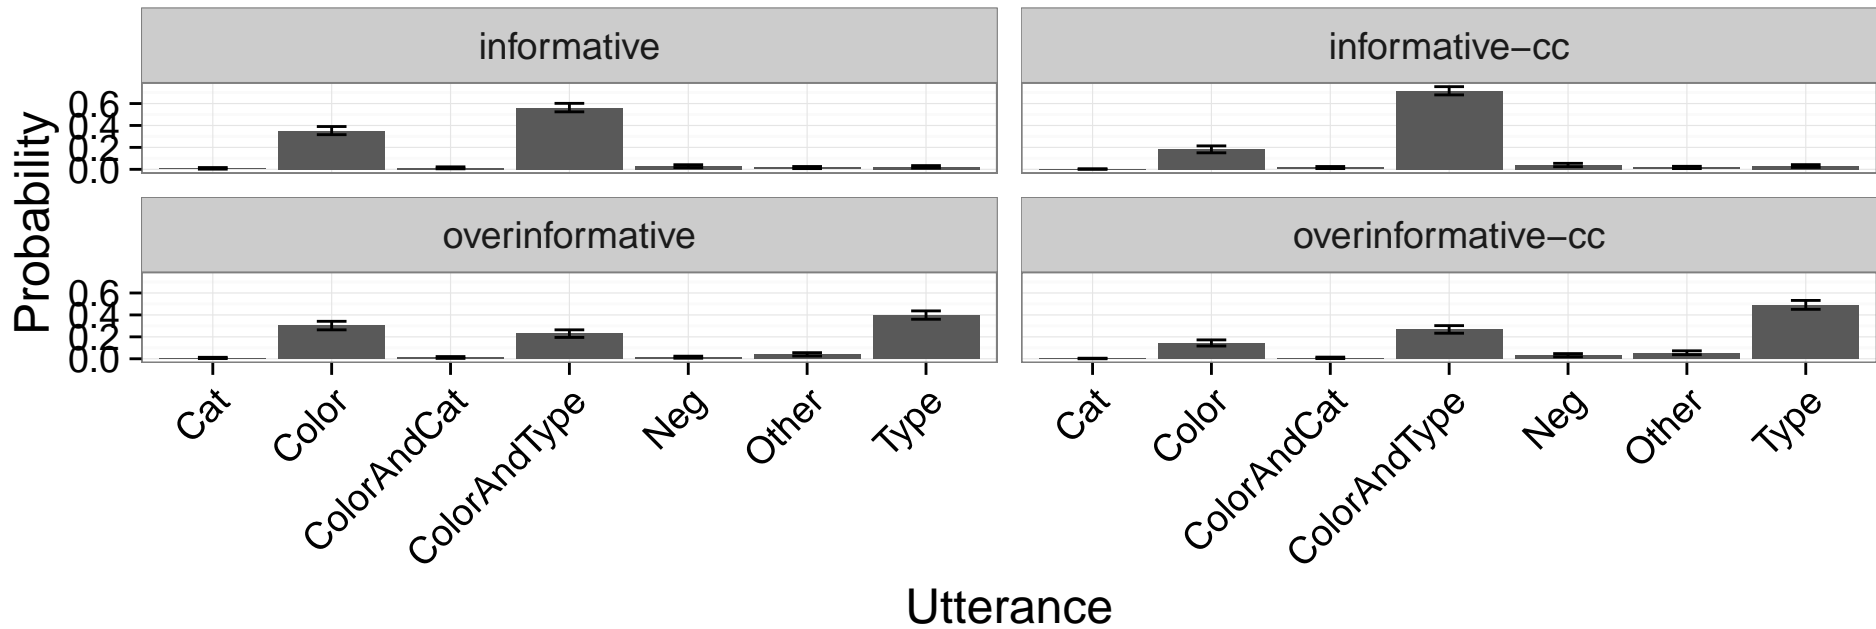 informative
informative−cc
Probability
0.6
0.4
0.2
0.0
overinformative
overinformative−cc
0.6
0.4
0.2
0.0
Cat
Color
ColorAndCat
ColorAndType
Neg
Other
Type
Cat
Color
ColorAndCat
ColorAndType
Neg
Other
Type
Utterance